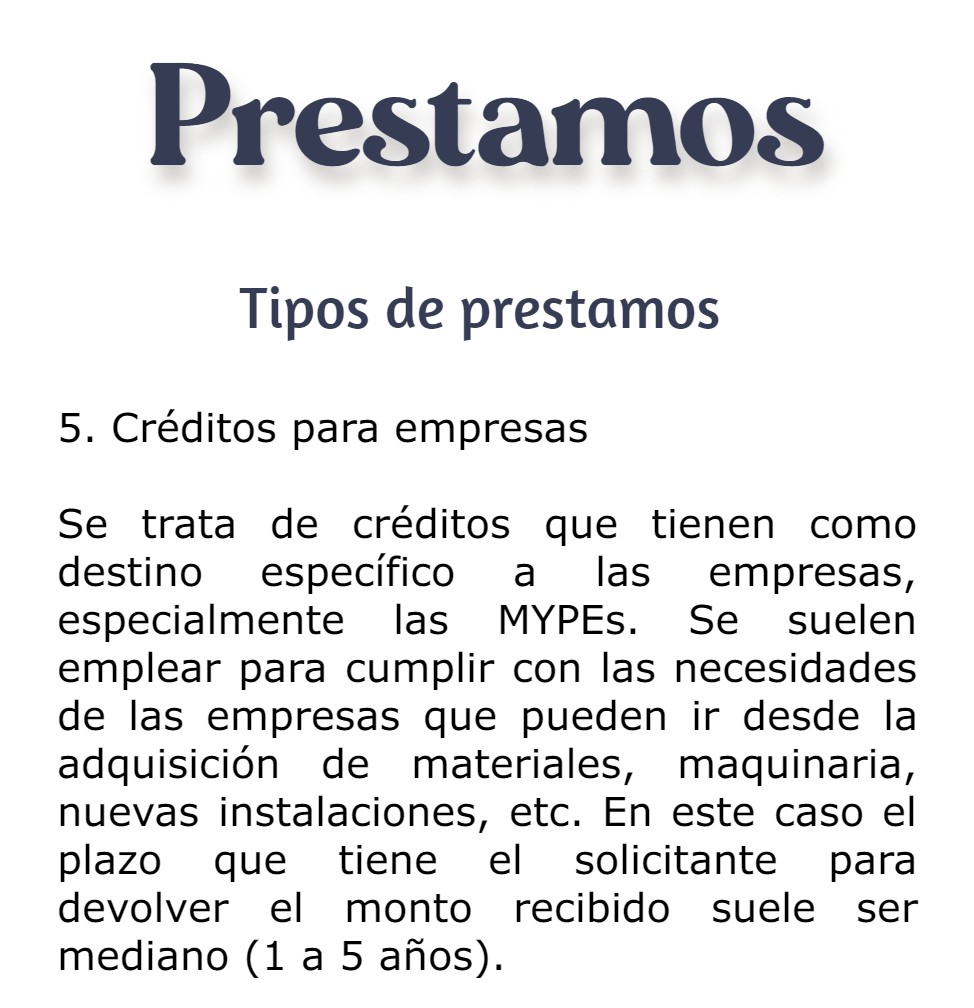 Prestamos
Tipos de prestamos
5. Créditos para empresas
Se trata de créditos que tienen como
destino específico a las empresas,
especialmente las MYPEs. Se suelen
emplear para cumplir con las necesidades
de las empresas que pueden ir desde la
adquisición de materiales, maquinaria,
nuevas instalaciones, etc. En este caso el
plazo que tiene el solicitante para
devolver el monto recibido suele ser
mediano (1 a 5 años).